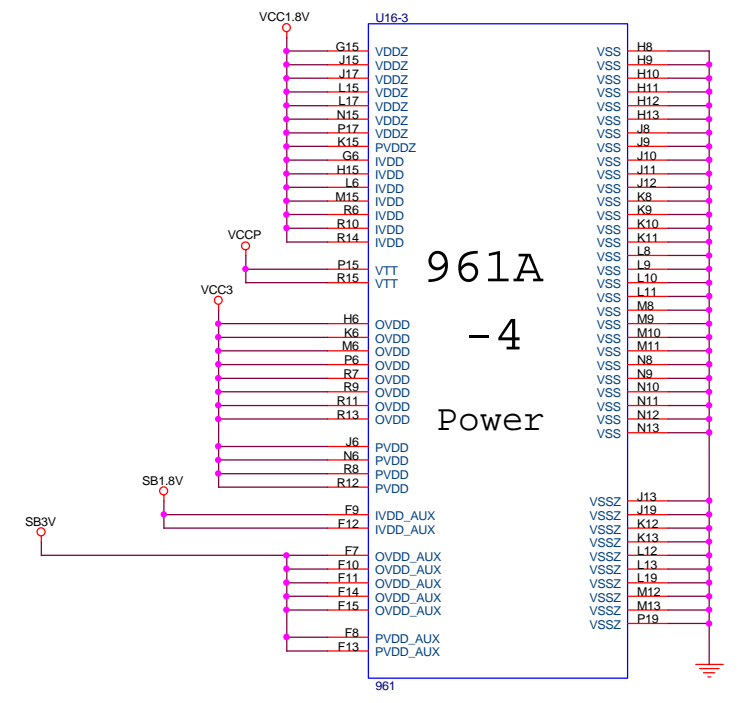 VCC1.8V
U16-3
G15 VDDZ VSS H8
J15 VDDZ VSS H9
J17 VDDZ VSS H10
L15 VDDZ VSS H11
L17 VDDZ VSS H12
N15 VDDZ VSS H13
P17 VDDZ VSS J8
K15 PVDDZ VSS J9
G6 IVDD VSS J10
H15 IVDD VSS J11
L6 IVDD VSS J12
M15 IVDD VSS K8
R6 IVDD VSS K9
R10 IVDD VSS K10
R14 IVDD VSS K11
VCCP
VSS L8
P15 VTT VSS L9
R15 VTT VSS L10
961A
VCC3
VSS L11
VSS M8
H6 OVDD VSS M9
K6 OVDD VSS M10
-4
M6 OVDD VSS M11
P6 OVDD VSS N8
R7 OVDD VSS N9
R9 OVDD VSS N10
R11 OVDD VSS N11
R13 OVDD VSS N12
Power
VSS N13
J6 PVDD
N6 PVDD
R8 PVDD
R12 PVDD
SB1.8V
VSSZ J13
F9 IVDD_AUX VSSZ J19
F12 IVDD_AUX VSSZ K12
SB3V
VSSZ K13
F7 OVDD_AUX VSSZ L12
F10 OVDD_AUX VSSZ L13
F11 OVDD_AUX VSSZ L19
F14 OVDD_AUX VSSZ M12
F15 OVDD_AUX VSSZ M13
VSSZ P19
F8 PVDD_AUX
F13 PVDD_AUX
961